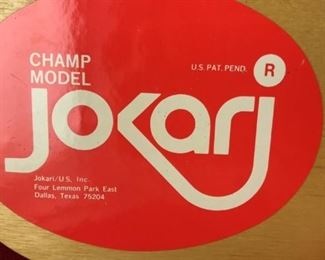 CHAMP
MODEL
U.S. PAT. PEND.
R
Jokari
Jokari/U.S., Inc.
Four Lemmon Park East
Dallas, Texas 75204